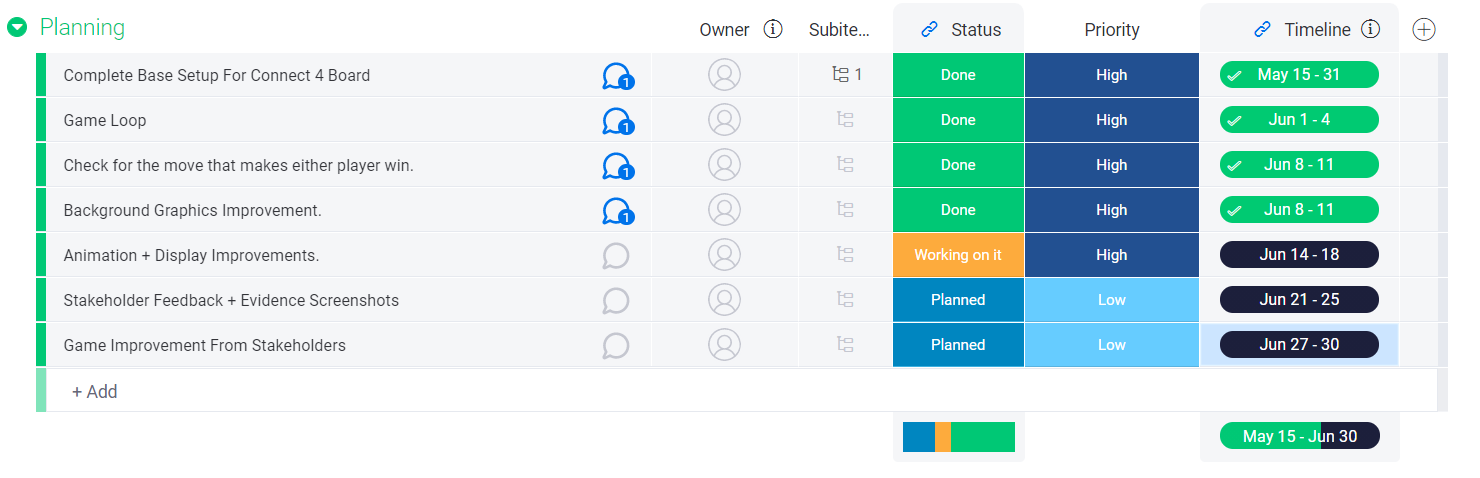 Planning Owner Subite... Status Priority Timeline
Complete Base Setup For Connect 4 Board 1 1 Done High May 15 - 31
Game Loop 1 Done High Jun 1 - 4
Check for the move that makes either player win. 1 Done High Jun 8 - 11
Background Graphics Improvement. 1 Done High Jun 8 - 11
Animation + Display Improvements. Working on it High Jun 14 - 18
Stakeholder Feedback + Evidence Screenshots Planned Low Jun 21 - 25
Game Improvement From Stakeholders Planned Low Jun 27 - 30
+ Add
May 15 - Jun 30